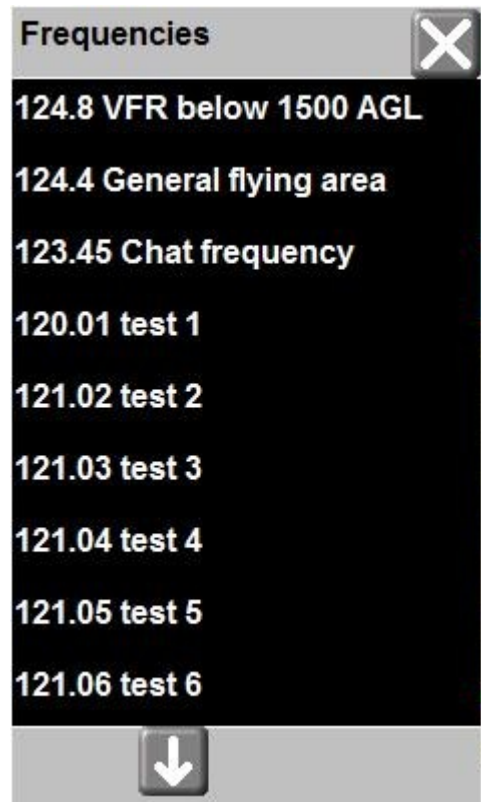 Frequencies
124.8 VFR below 1500 AGL
124.4 General flying area
123.45 Chat frequency
120.01 test 1
121.02 test 2
121.03 test 3
121.04 test 4
121.05 test 5
121.06 test 6